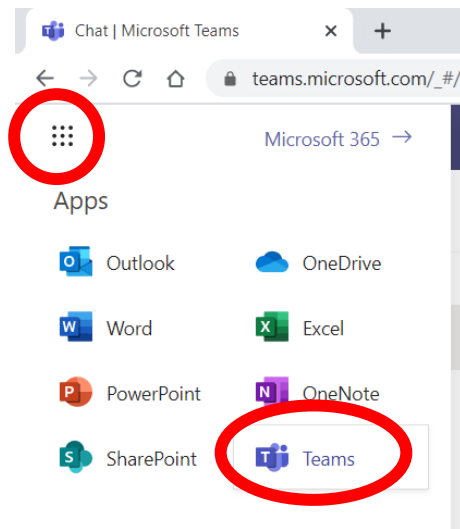 Chat | Microsoft Teams
teams.microsoft.com/_#/
Microsoft 365 →
Apps
Outlook OneDrive
Word Excel
PowerPoint OneNote
SharePoint Teams